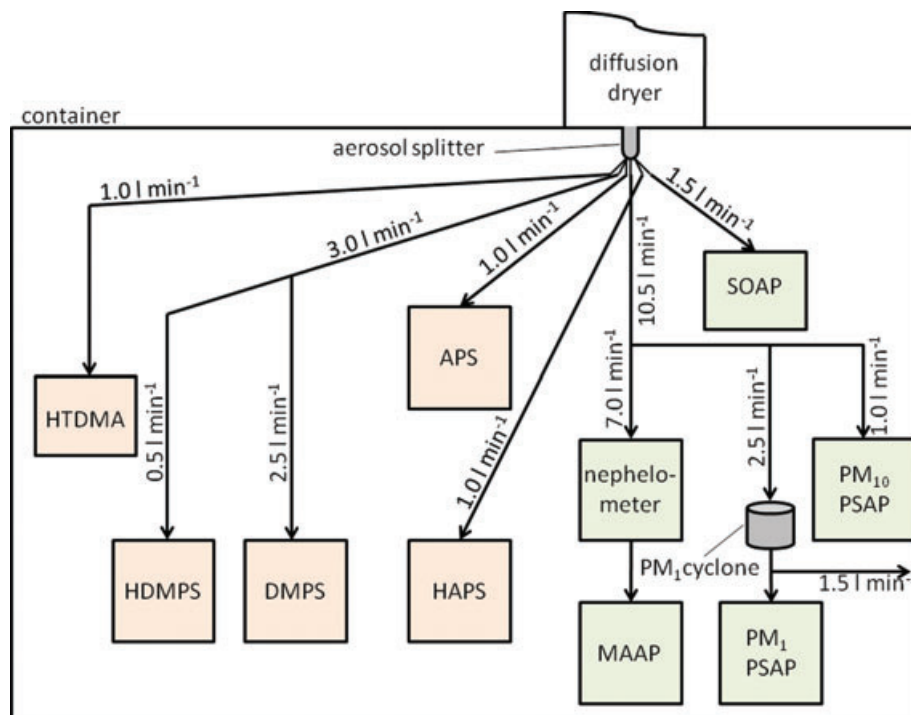 diffusion
dryer
container
aerosol splitter
1.0 l min⁻¹
3.0 l min⁻¹
1.0 l min⁻¹
1.5 l min⁻¹
10.5 l min⁻¹
SOAP
APS
HTDMA
0.5 l min⁻¹
2.5 l min⁻¹
1.0 l min⁻¹
7.0 l min⁻¹
2.5 l min⁻¹
1.0 l min⁻¹
nephelo-
meter
PM₁₀
PSAP
PM₁cyclone
1.5 l min⁻
HDMPS
DMPS
HAPS
MAAP
PM₁
PSAP